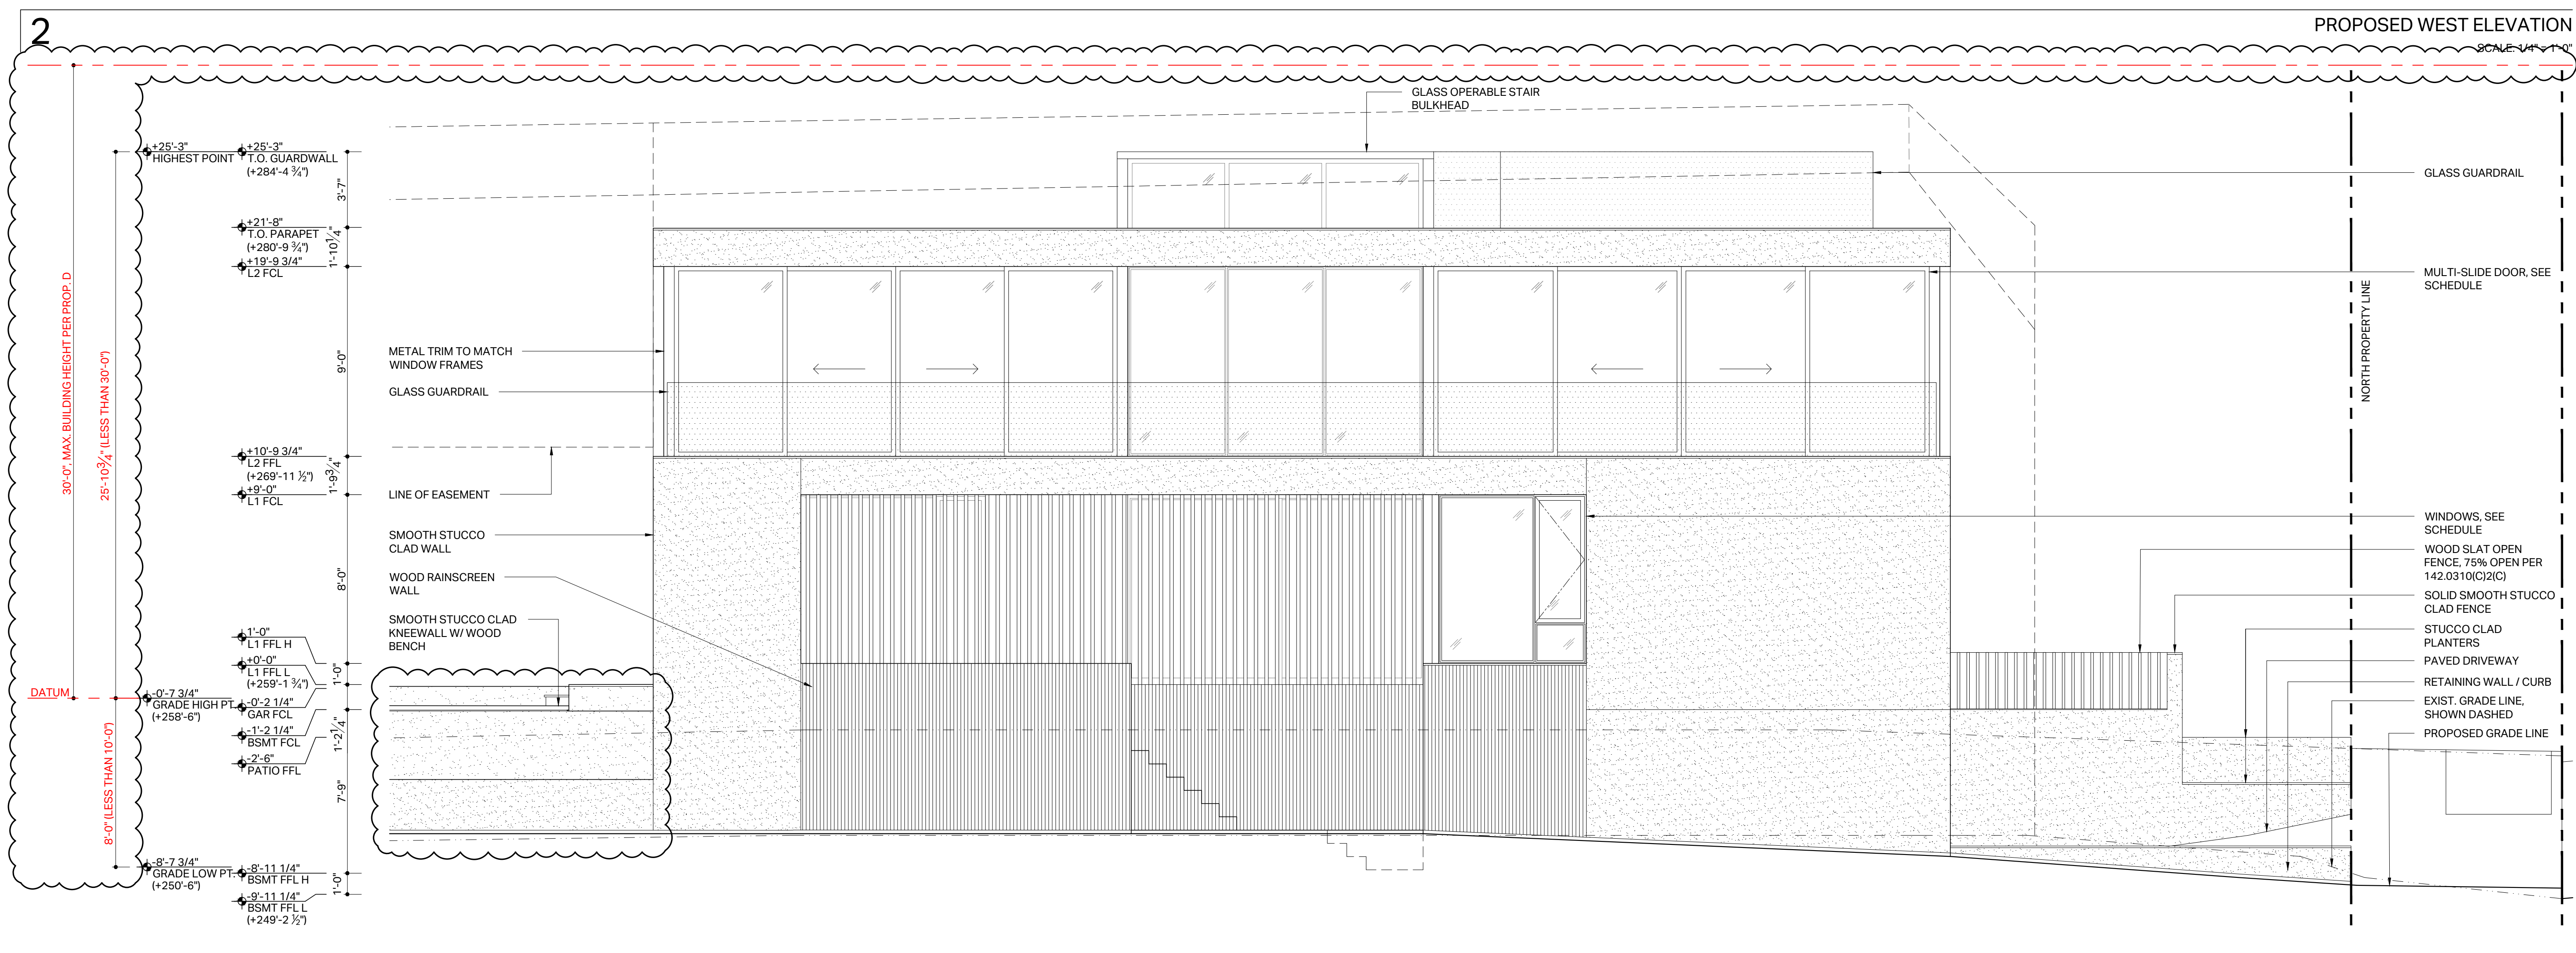 2
PROPOSED WEST ELEVATION
SCALE: 1/4" = 1'-0"
GLASS OPERABLE STAIR
BULKHEAD
+25'-3"
HIGHEST POINT
+25'-3"
T.O. GUARDWALL
(+284'-4 ¾")
3'-7"
+21'-8"
T.O. PARAPET
(+280'-9 ¾")
1'-10 1/4"
+19'-9 3/4"
L2 FCL
9'-0"
+10'-9 3/4"
L2 FFL
(+269'-11 ½")
1'-9 3/4"
+9'-0"
L1 FCL
8'-0"
1'-0"
L1 FFL H
+0'-0"
L1 FFL L
(+259'-1 ¾")
1'-0"
DATUM
-0'-7 3/4"
GRADE HIGH PT.
(+258'-6")
-0'-2 1/4"
GAR FCL
-1'-2 1/4"
BSMT FCL
1'-2 1/4"
-2'-6"
PATIO FFL
7'-9"
-8'-7 3/4"
GRADE LOW PT.
(+250'-6")
-8'-11 1/4"
BSMT FFL H
1'-0"
-9'-11 1/4"
BSMT FFL L
(+249'-2 ½")
30'-0", MAX. BUILDING HEIGHT PER PROP. D
25'-10 3/4" (LESS THAN 30'-0")
8'-0" (LESS THAN 10'-0")
METAL TRIM TO MATCH
WINDOW FRAMES
GLASS GUARDRAIL
LINE OF EASEMENT
SMOOTH STUCCO
CLAD WALL
WOOD RAINSCREEN
WALL
SMOOTH STUCCO CLAD
KNEEWALL W/ WOOD
BENCH
NORTH PROPERTY LINE
GLASS GUARDRAIL
MULTI-SLIDE DOOR, SEE
SCHEDULE
WINDOWS, SEE
SCHEDULE
WOOD SLAT OPEN
FENCE, 75% OPEN PER
142.0310(C)2(C)
SOLID SMOOTH STUCCO
CLAD FENCE
STUCCO CLAD
PLANTERS
PAVED DRIVEWAY
RETAINING WALL / CURB
EXIST. GRADE LINE,
SHOWN DASHED
PROPOSED GRADE LINE